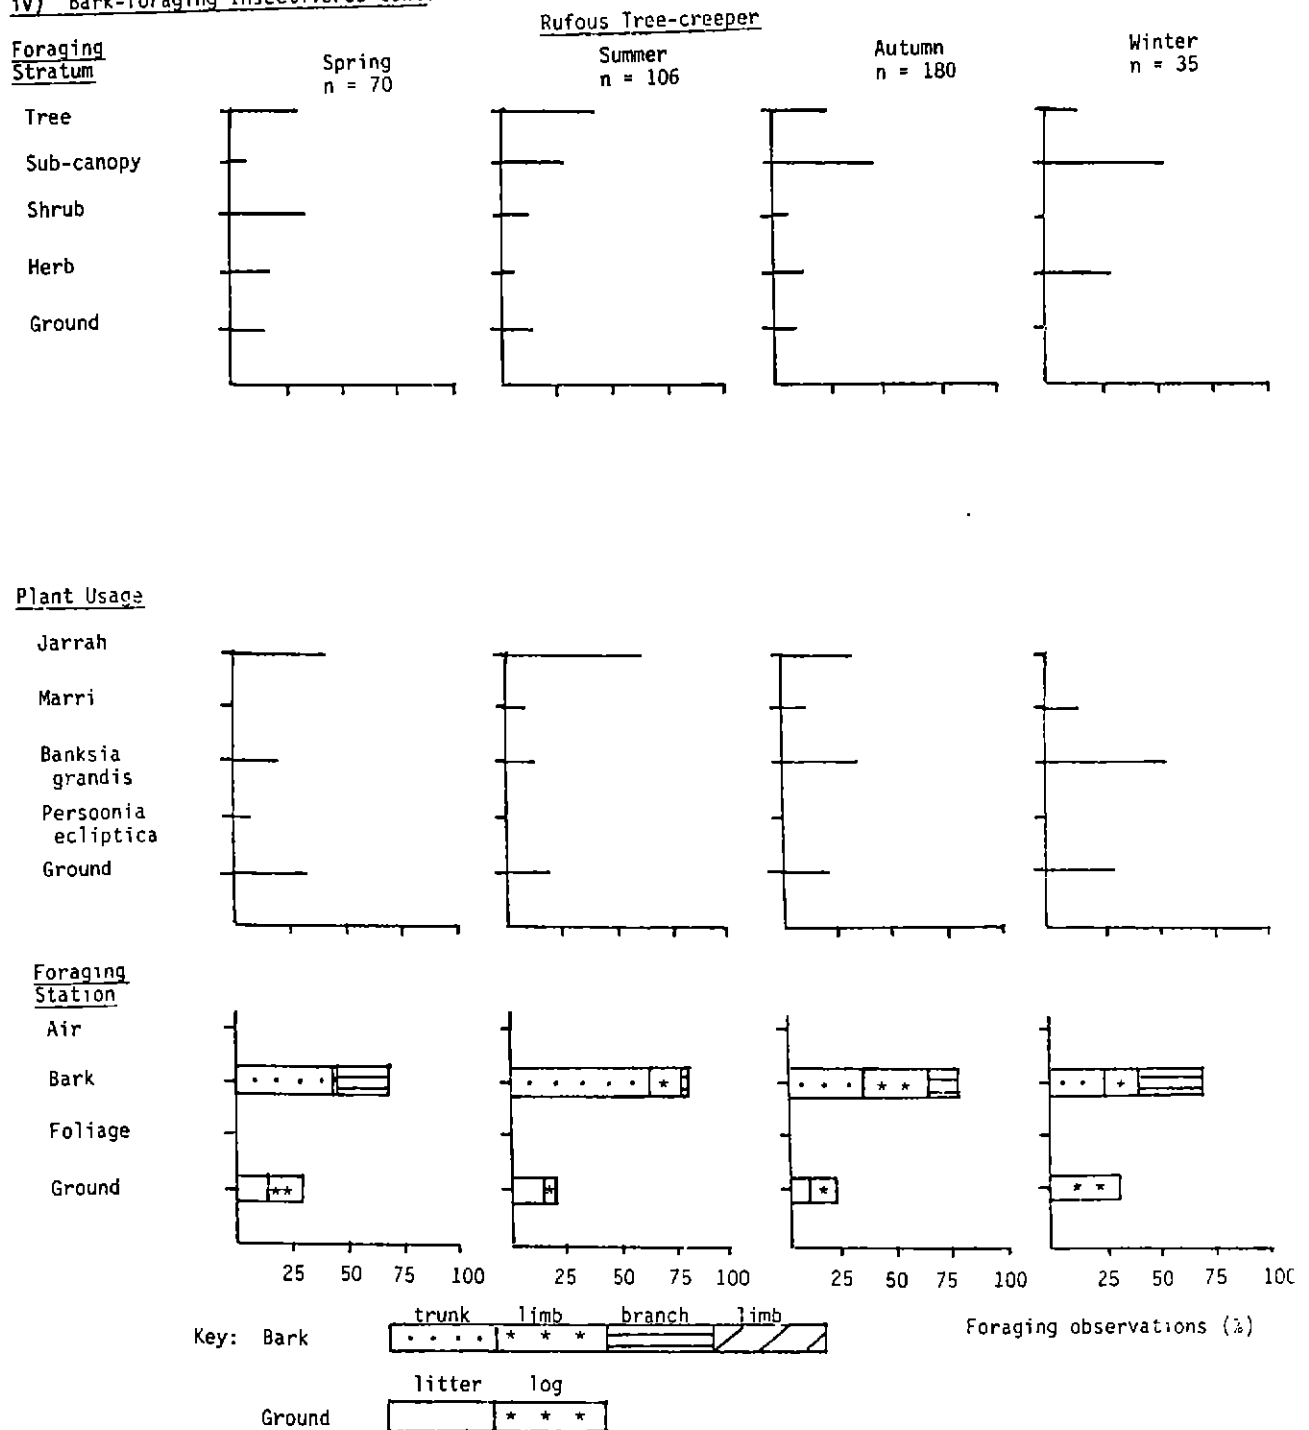 iv) Bark-foraging Insectivores
Rufous Tree-creeper
Foraging
Stratum
Spring
n = 70
Summer
n = 106
Autumn
n = 180
Winter
n = 35
Tree
Sub-canopy
Shrub
Herb
Ground
Plant Usage
Jarrah
Marri
Banksia
grandis
Persoonia
ecliptica
Ground
Foraging
Station
Air
Bark
Foliage
Ground
25 50 75 100 25 50 75 100 25 50 75 100 25 50 75 100
trunk limb branch limb
Key: Bark
Foraging observations (%)
litter log
Ground